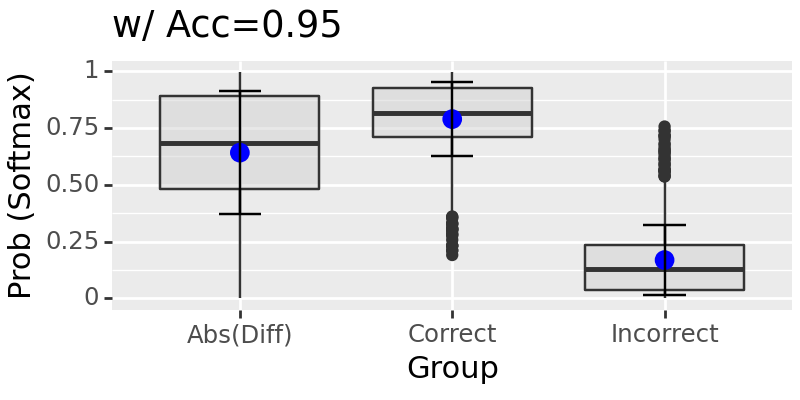 w/ Acc=0.95
Prob (Softmax)
1
0.75
0.50
0.25
0
Abs(Diff) Correct Incorrect
Group